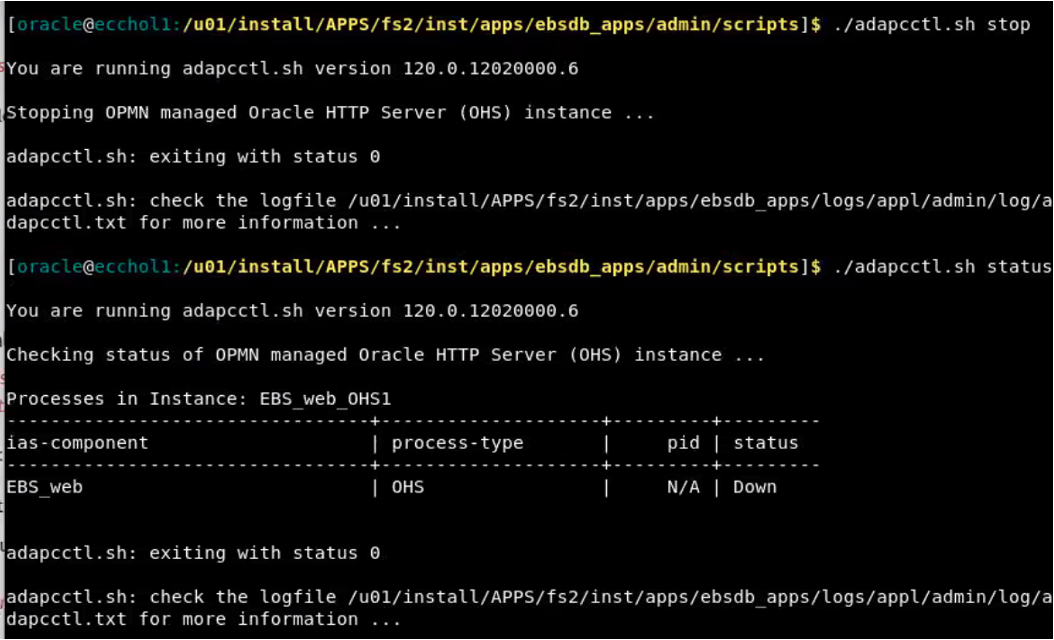 [oracle@ecchol1:/u01/install/APPS/fs2/inst/apps/ebsdb_apps/admin/scripts]$ ./adapcctl.sh stop
You are running adapcctl.sh version 120.0.12020000.6
Stopping OPMN managed Oracle HTTP Server (OHS) instance ...
adapcctl.sh: exiting with status 0
adapcctl.sh: check the logfile /u01/install/APPS/fs2/inst/apps/ebsdb_apps/logs/appl/admin/log/a
dapcctl.txt for more information ...
[oracle@ecchol1:/u01/install/APPS/fs2/inst/apps/ebsdb_apps/admin/scripts]$ ./adapcctl.sh status
You are running adapcctl.sh version 120.0.12020000.6
Checking status of OPMN managed Oracle HTTP Server (OHS) instance ...
Processes in Instance: EBS_web_OHS1
---------------------------------+--------------------+---------+---------
ias-component                    | process-type       |     pid | status
---------------------------------+--------------------+---------+---------
EBS_web                          | OHS                |     N/A | Down
adapcctl.sh: exiting with status 0
adapcctl.sh: check the logfile /u01/install/APPS/fs2/inst/apps/ebsdb_apps/logs/appl/admin/log/a
dapcctl.txt for more information ...